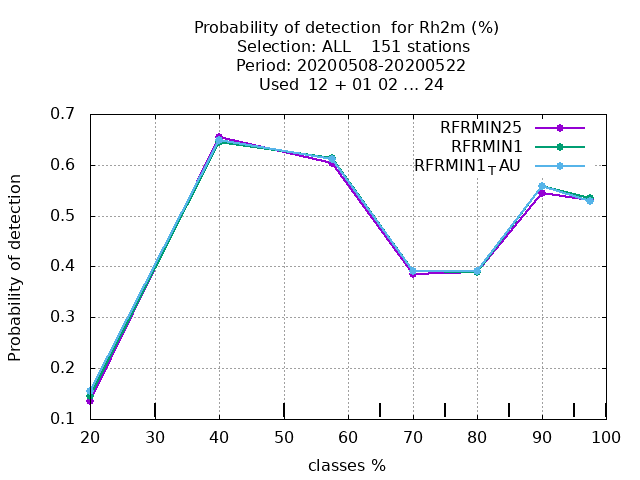 Probability of detection  for Rh2m (%)
Selection: ALL    151 stations
Period: 20200508-20200522
Used  12 + 01 02 ... 24
RFRMIN25
RFRMIN1
RFRMIN1TAU
Probability of detection
0.7
0.6
0.5
0.4
0.3
0.2
0.1
20 30 40 50 60 70 80 90 100
classes %